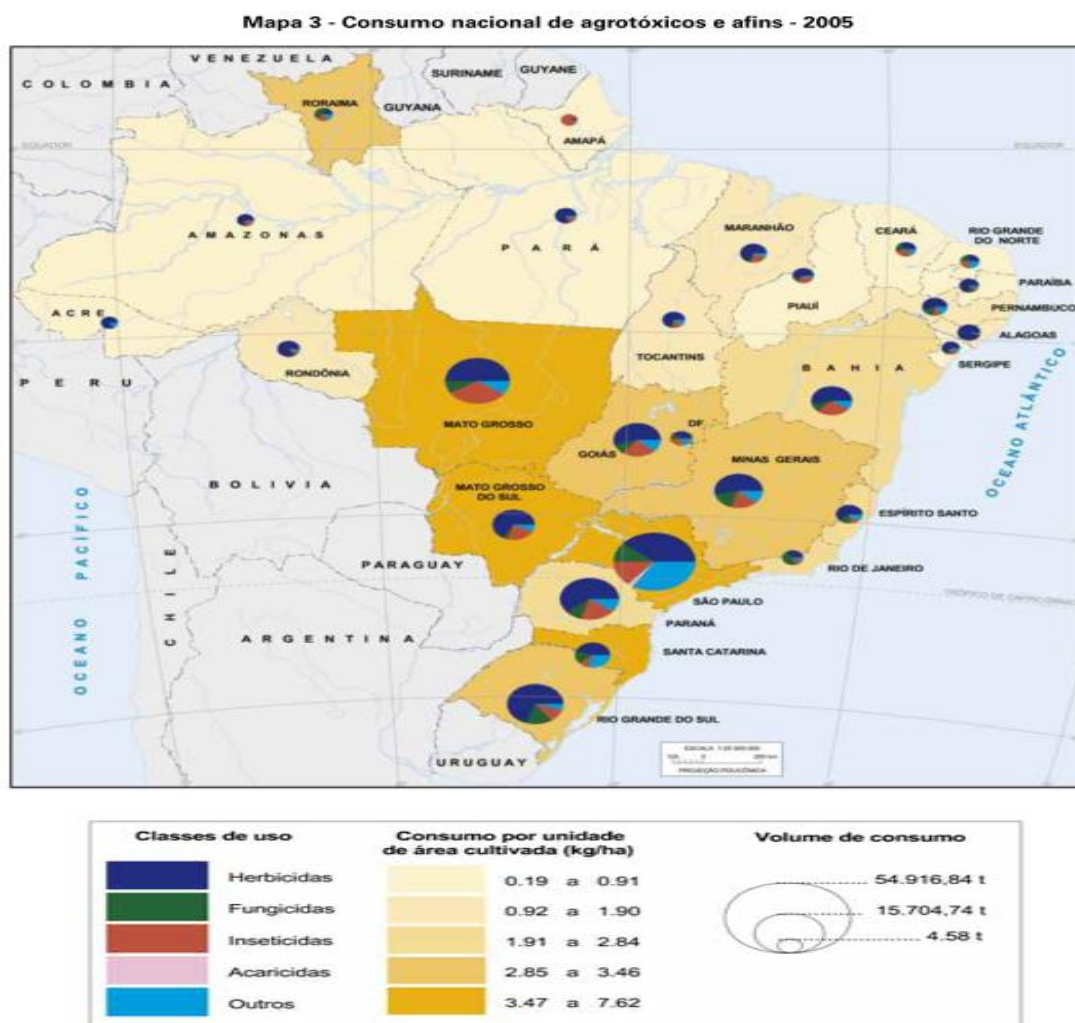 Mapa 3 - Consumo nacional de agrotóxicos e afins - 2005
VENEZUELA
COLOMBIA
SURINAME
GUYANE
GUYANA
RORAIMA
AMAPÁ
EQUADOR
EQUADOR
AMAZONAS
PARÁ
MARANHÃO
CEARÁ
RIO GRANDE
DO NORTE
PARAÍBA
PIAUÍ
PERNAMBUCO
ACRE
ALAGOAS
TOCANTINS
SERGIPE
BAHIA
PERU
RONDÔNIA
MATO GROSSO
DF
GOIÁS
MINAS GERAIS
OCEANO ATLÂNTICO
BOLIVIA
MATO GROSSO
DO SUL
ESPÍRITO SANTO
PARAGUAY
RIO DE JANEIRO
OCEANO PACÍFICO
CHILE
SÃO PAULO
TRÓPICO DE CAPRICÓRNIO
PARANÁ
ARGENTINA
SANTA CATARINA
RIO GRANDE DO SUL
URUGUAY
PROJEÇÃO POLICÔNICA
Classes de uso
Herbicidas
Fungicidas
Inseticidas
Acaricidas
Outros
Consumo por unidade
de área cultivada (kg/ha)
0.19 a 0.91
0.92 a 1.90
1.91 a 2.84
2.85 a 3.46
3.47 a 7.62
Volume de consumo
54.916,84 t
15.704,74 t
4.58 t